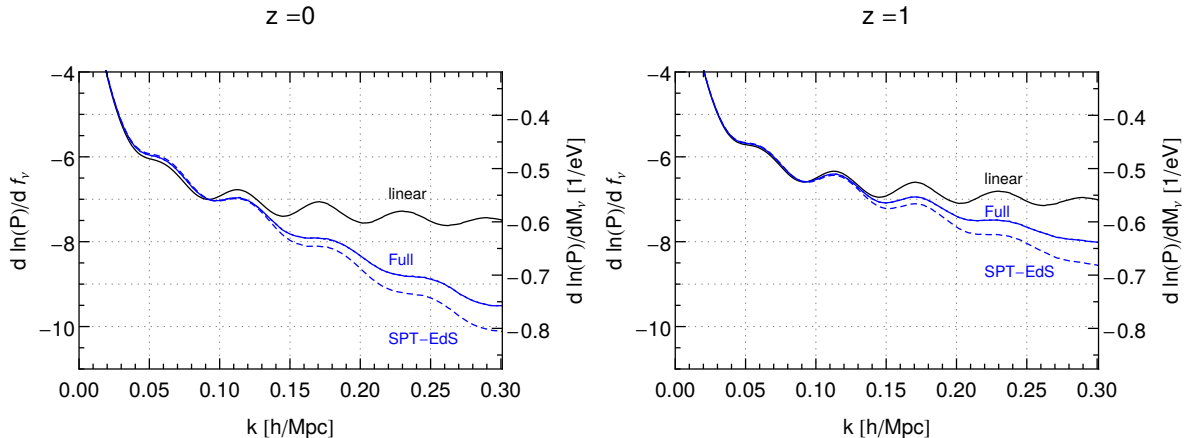 z =0
−4
−6
−8
−10
d ln(P)/d fν
−0.4
−0.5
−0.6
−0.7
−0.8
d ln(P)/dMν [1/eV]
linear
Full
SPT−EdS
0.00 0.05 0.10 0.15 0.20 0.25 0.30
k [h/Mpc]
z =1
−4
−6
−8
−10
d ln(P)/d fν
−0.4
−0.5
−0.6
−0.7
−0.8
d ln(P)/dMν [1/eV]
linear
Full
SPT−EdS
0.00 0.05 0.10 0.15 0.20 0.25 0.30
k [h/Mpc]